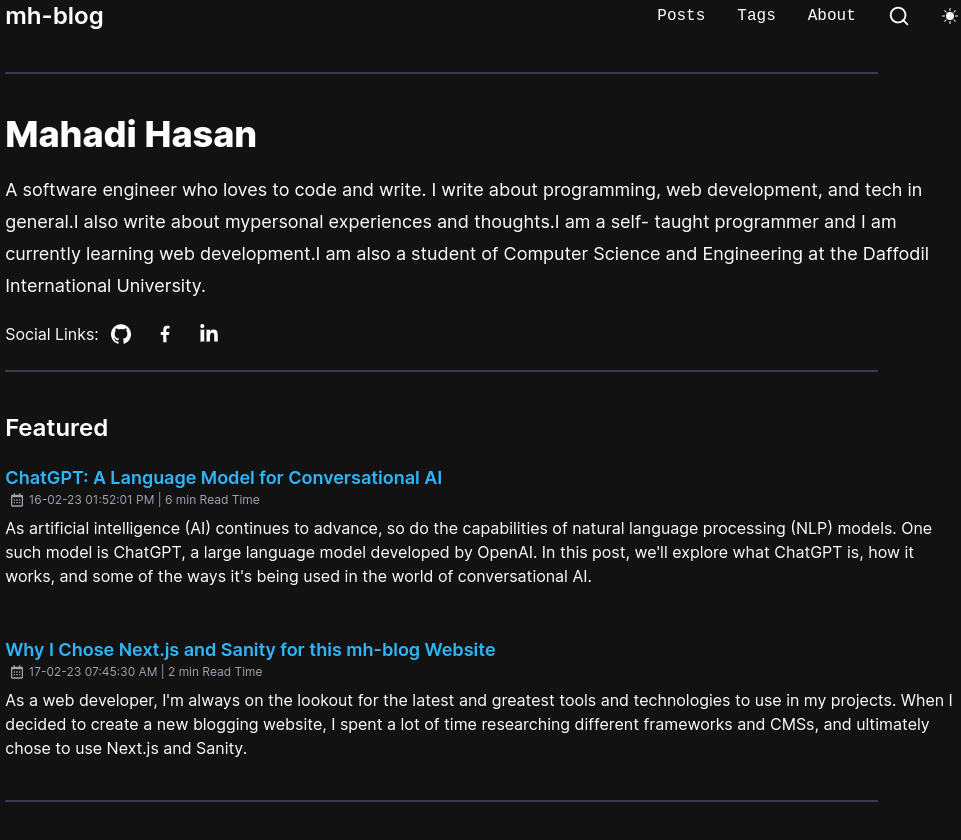 mh-blog
Posts Tags About
Mahadi Hasan
A software engineer who loves to code and write. I write about programming, web development, and tech in
general.I also write about mypersonal experiences and thoughts.I am a self- taught programmer and I am
currently learning web development.I am also a student of Computer Science and Engineering at the Daffodil
International University.
Social Links:
Featured
ChatGPT: A Language Model for Conversational AI
16-02-23 01:52:01 PM | 6 min Read Time
As artificial intelligence (AI) continues to advance, so do the capabilities of natural language processing (NLP) models. One
such model is ChatGPT, a large language model developed by OpenAI. In this post, we'll explore what ChatGPT is, how it
works, and some of the ways it's being used in the world of conversational AI.
Why I Chose Next.js and Sanity for this mh-blog Website
17-02-23 07:45:30 AM | 2 min Read Time
As a web developer, I'm always on the lookout for the latest and greatest tools and technologies to use in my projects. When I
decided to create a new blogging website, I spent a lot of time researching different frameworks and CMSs, and ultimately
chose to use Next.js and Sanity.